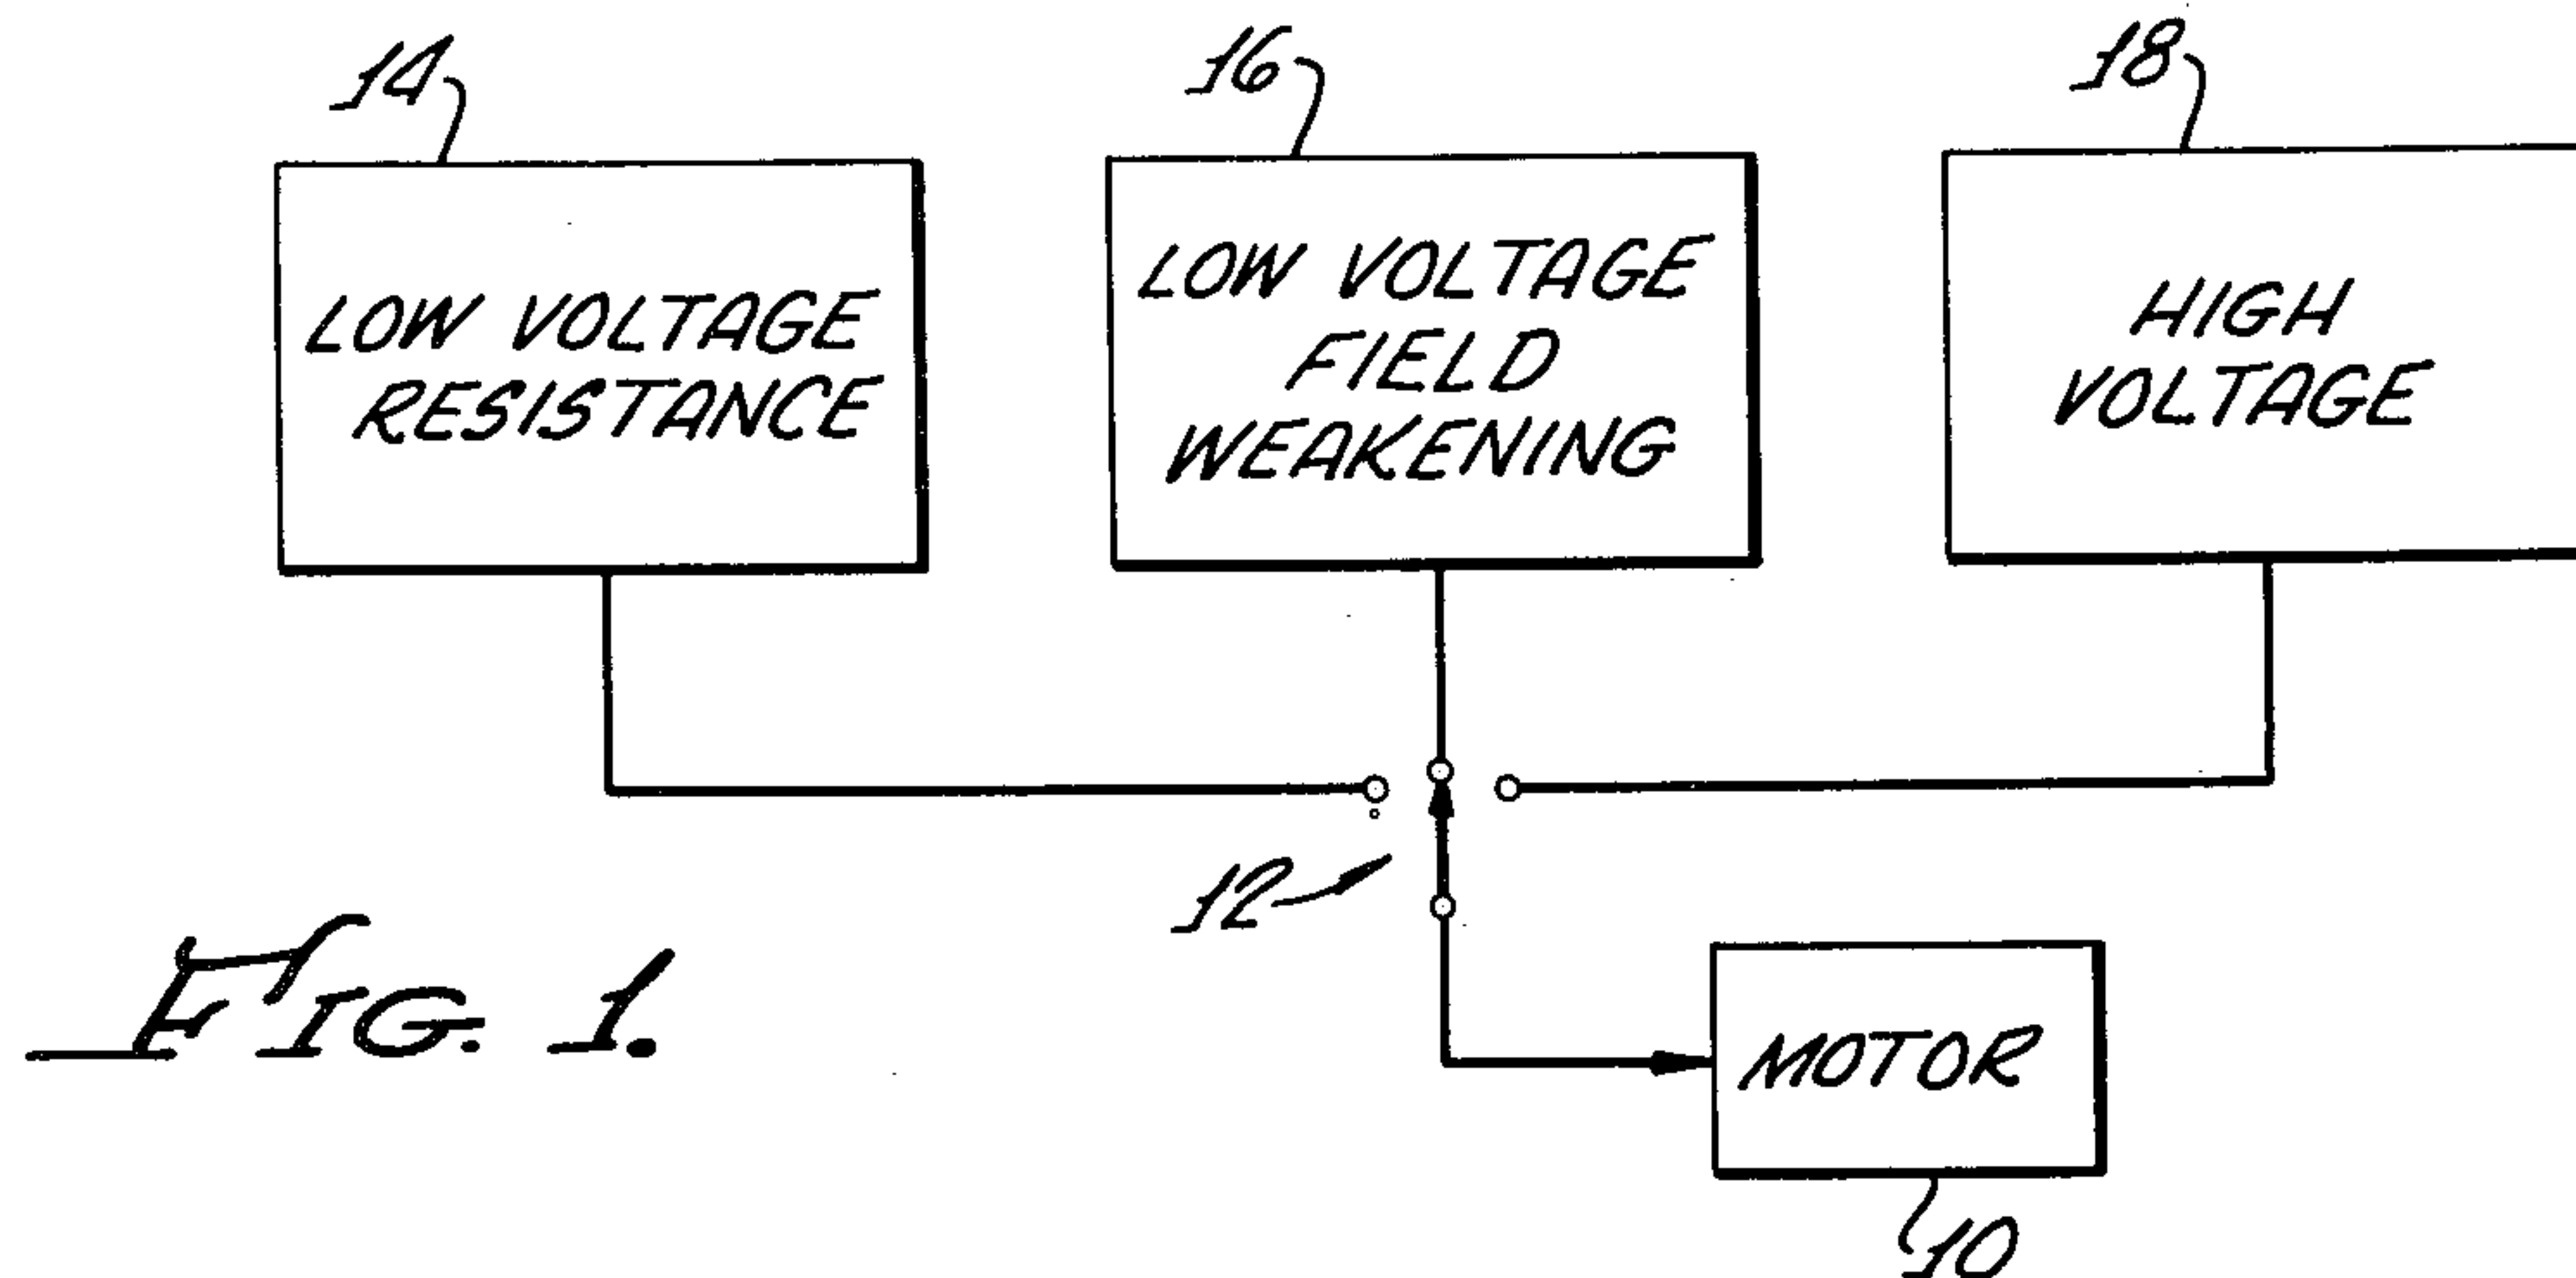 14
16
18
LOW VOLTAGE
RESISTANCE
LOW VOLTAGE
FIELD
WEAKENING
HIGH
VOLTAGE
12
FIG. 1.
MOTOR
10